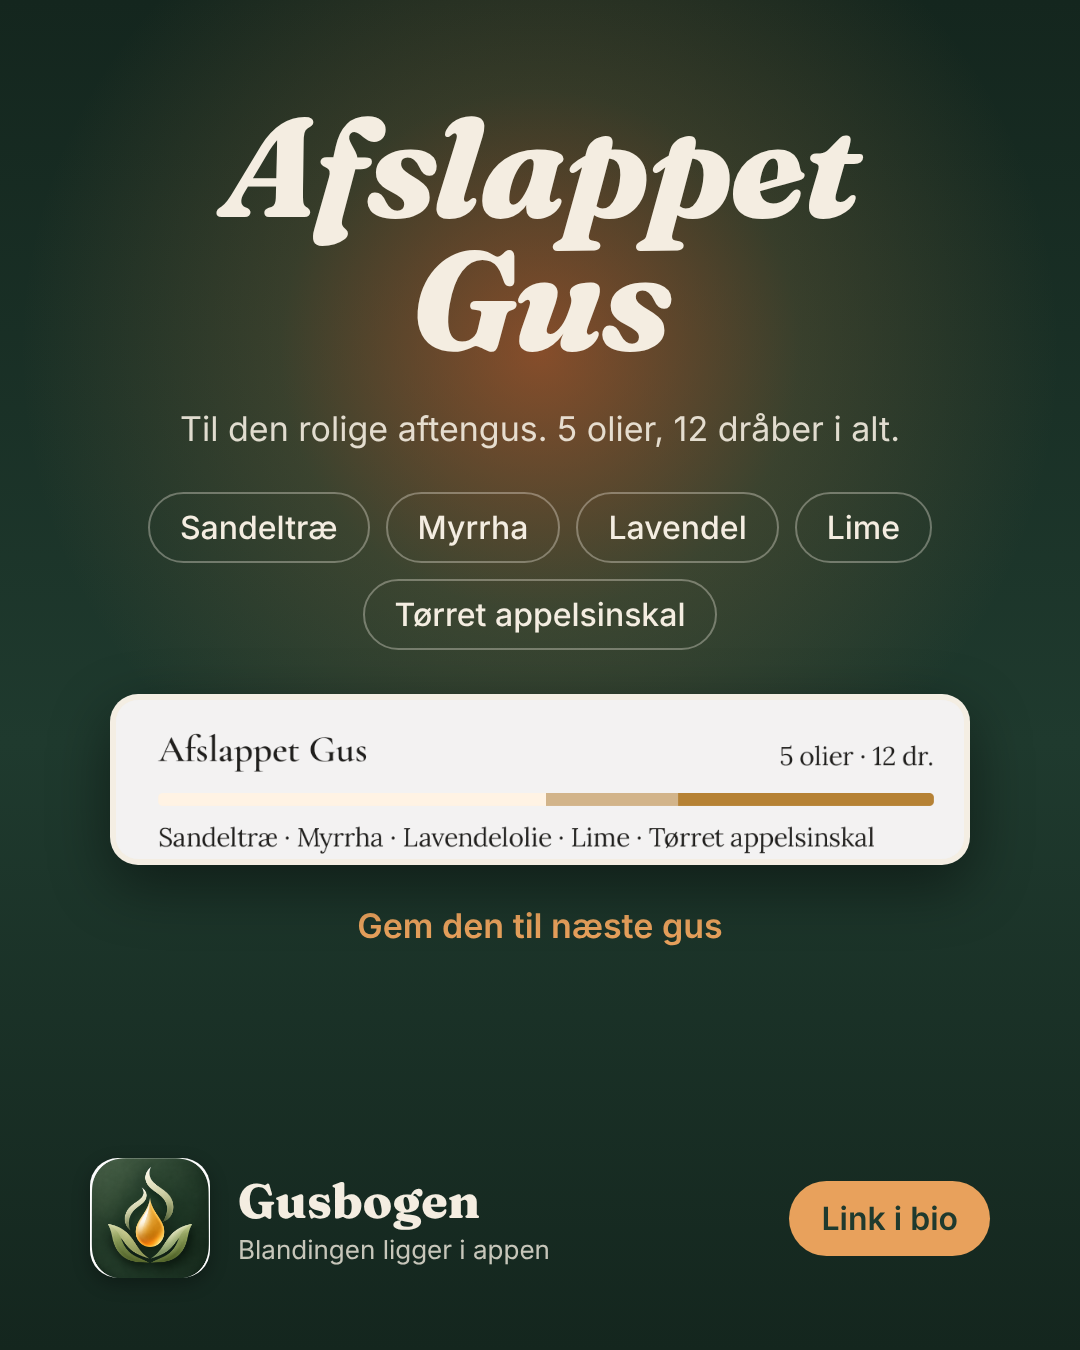 Afslappet
Gus
Til den rolige aftengus. 5 olier, 12 dråber i alt.
Sandeltræ Myrrha Lavendel Lime
Tørret appelsinskal
Afslappet Gus 5 olier · 12 dr.
Sandeltræ · Myrrha · Lavendelolie · Lime · Tørret appelsinskal
Gem den til næste gus
Gusbogen
Blandingen ligger i appen
Link i bio